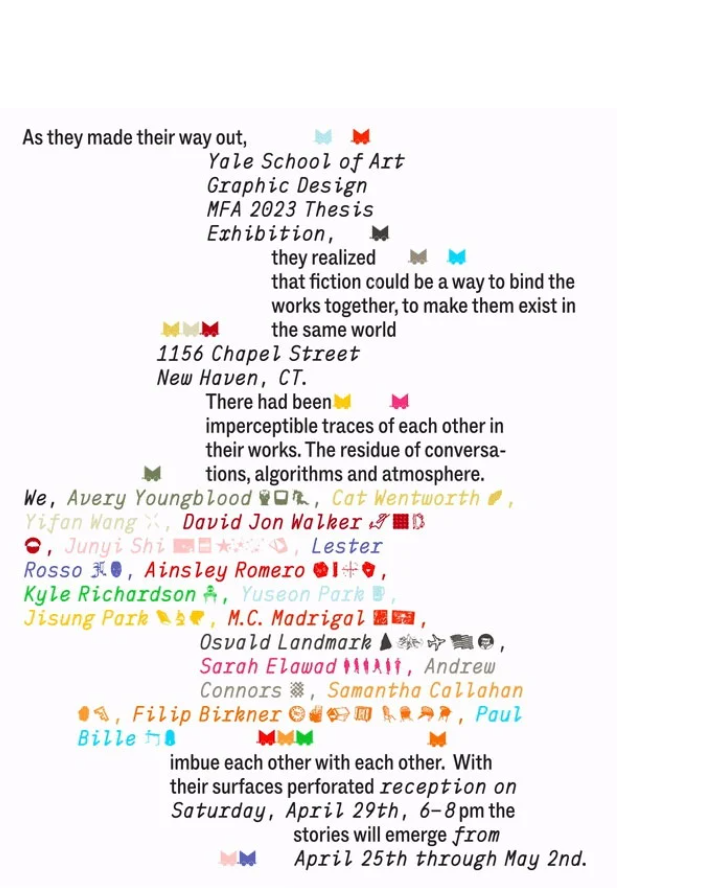 As they made their way out,
Yale School of Art
Graphic Design
MFA 2023 Thesis
Exhibition,
they realized
that fiction could be a way to bind the
works together, to make them exist in
the same world
1156 Chapel Street
New Haven, CT.
There had been
imperceptible traces of each other in
their works. The residue of conversa-
tions, algorithms and atmosphere.
We, Avery Youngblood , Cat Wentworth ,
Yifan Wang , David Jon Walker
, Junyi Shi , Lester
Rosso , Ainsley Romero ,
Kyle Richardson , Yuseon Park ,
Jisung Park , M.C. Madrigal ,
Osvald Landmark ,
Sarah Elawad , Andrew
Connors , Samantha Callahan
, Filip Birkner , Paul
Bille
imbue each other with each other. With
their surfaces perforated reception on
Saturday, April 29th, 6–8 pm the
stories will emerge from
April 25th through May 2nd.